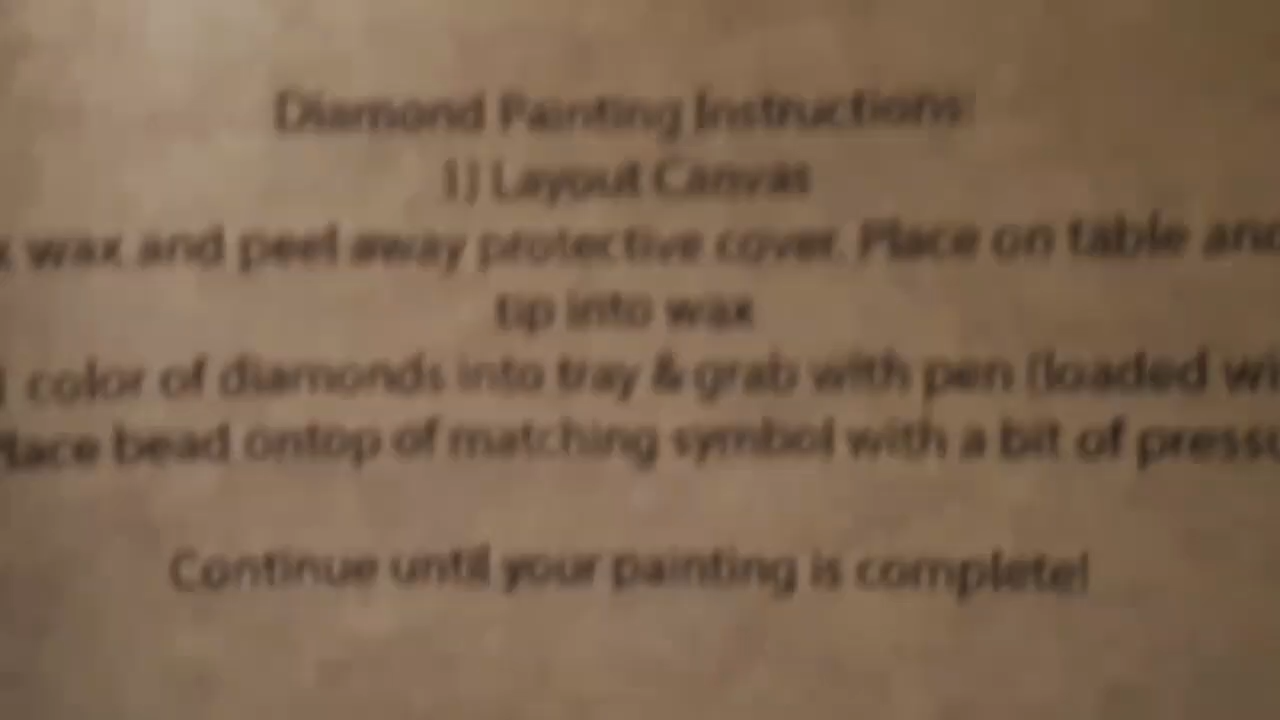 Diamond Painting Instructions:
1) Layout Canvas
wax and peel away protective cover. Place on table and
tip into wax
color of diamonds into tray & grab with pen (loaded
bead ontop of matching symbol with a bit of
Continue until your painting is complete!